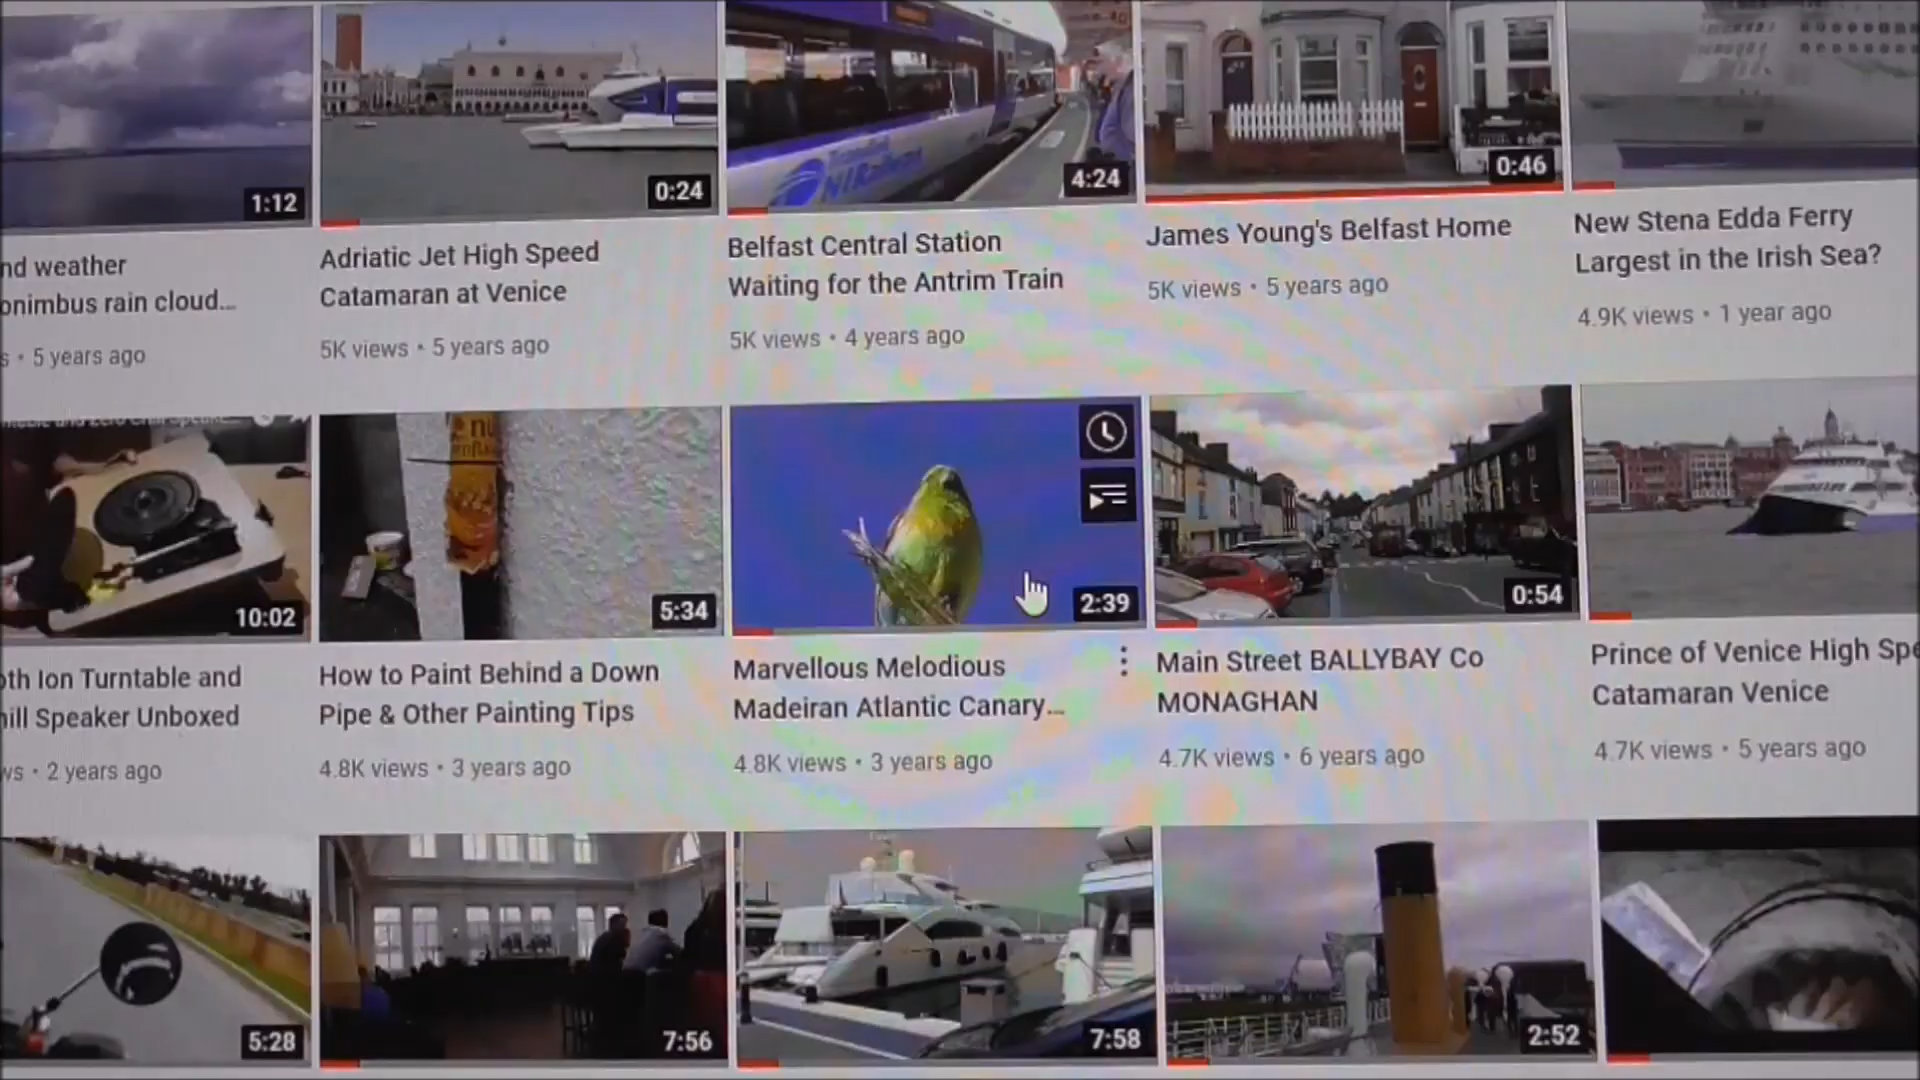 1:12
0:24
4:24
0:46
nd weather
onimbus rain cloud...
s • 5 years ago
Adriatic Jet High Speed
Catamaran at Venice
5K views • 5 years ago
Belfast Central Station
Waiting for the Antrim Train
5K views • 4 years ago
James Young's Belfast Home
5K views • 5 years ago
New Stena Edda Ferry
Largest in the Irish Sea?
4.9K views • 1 year ago
10:02
5:34
2:39
0:54
oth Ion Turntable and
hill Speaker Unboxed
ws • 2 years ago
How to Paint Behind a Down
Pipe & Other Painting Tips
4.8K views • 3 years ago
Marvellous Melodious
Madeiran Atlantic Canary...
4.8K views • 3 years ago
Main Street BALLYBAY Co
MONAGHAN
4.7K views • 6 years ago
Prince of Venice High Spe
Catamaran Venice
4.7K views • 5 years ago
5:28
7:56
7:58
2:52